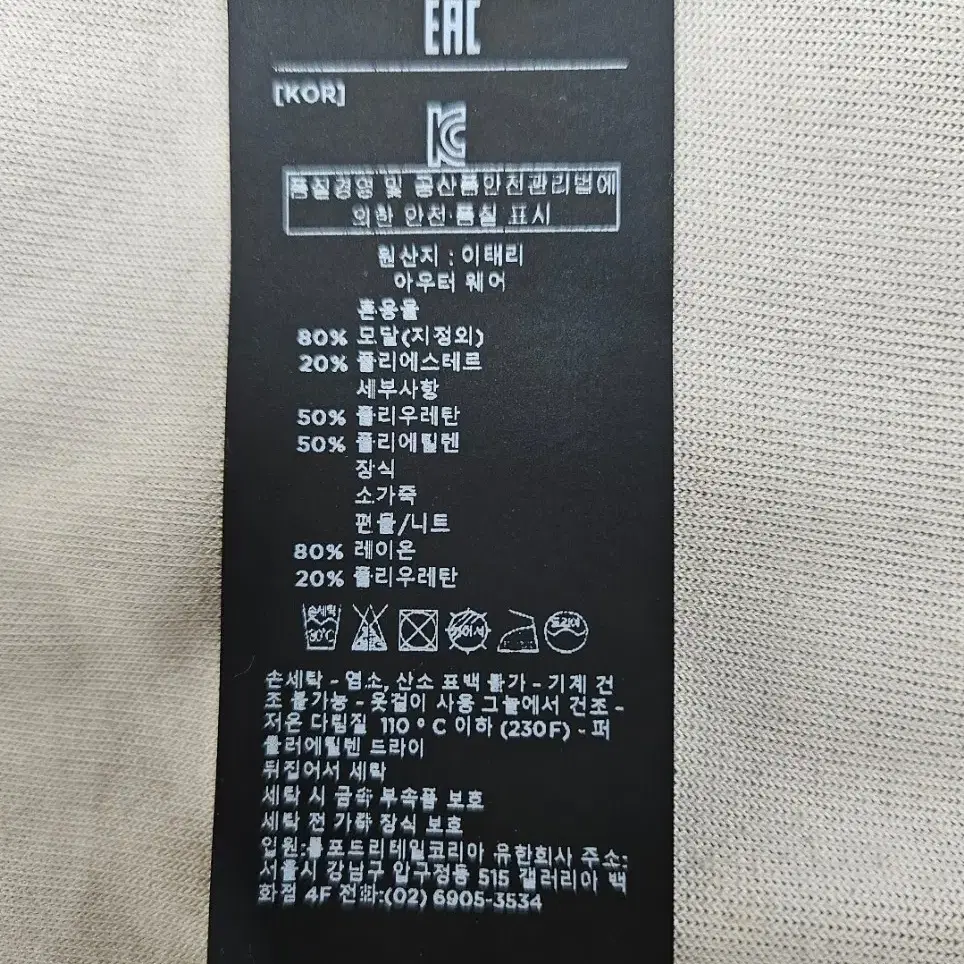 EAC
[KOR]
KC
품질경영 및 공산품안전관리법에
의한 안전·품질 표시
원산지 : 이태리
아우터 웨어
혼용율
80% 모달(지정외)
20% 폴리에스테르
세부사항
50% 폴리우레탄
50% 폴리에틸렌
장식
소가죽
편물/니트
80% 레이온
20% 폴리우레탄
손세탁
30°C
드라이
손세탁 - 염소, 산소 표백 불가 - 기계 건
조 불가능 - 옷걸이 사용 그늘에서 건조 -
저온 다림질 110 ° C 이하 (230F) - 퍼
클러에틸렌 드라이
뒤집어서 세탁
세탁 시 금속 부속품 보호
세탁 전 가죽 장식 보호
입원:톰포드리테일코리아 유한회사 주소:
서울시 강남구 압구정동 515 갤러리아 백
화점 4F 전화:(02) 6905-3534